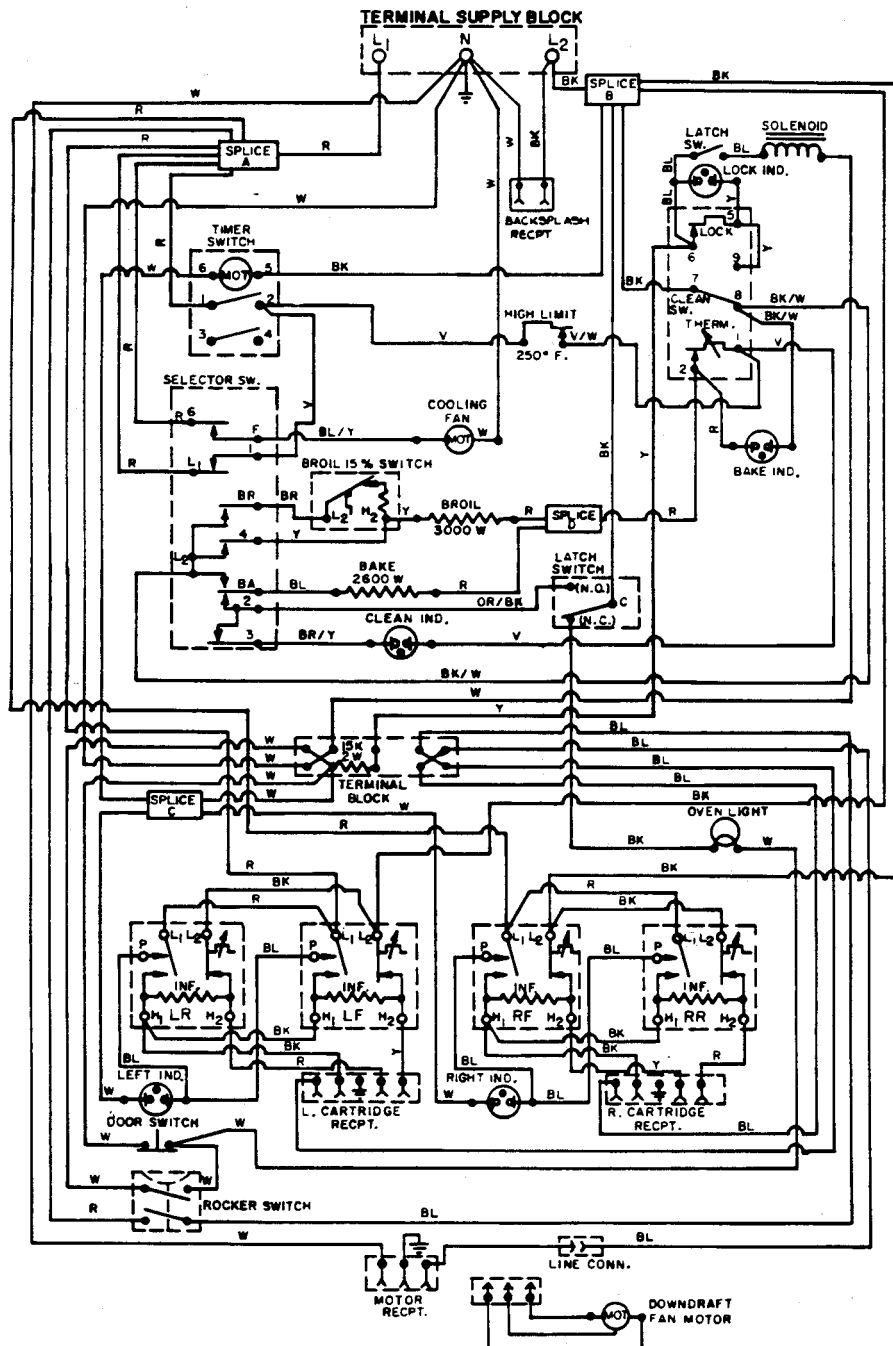 TERMINAL SUPPLY BLOCK
L1 N L2
BK
SPLICE B
BK
W
R
R
SPLICE A
R
W
W
W
BK
BACKSPLASH RECPT
LATCH SW.
BL
SOLENOID
LOCK IND.
BL
BL
Y
LOCK
5
6
9
Y
TIMER SWITCH
R
W
6
MOT
5
BK
1
2
3
4
V
HIGH LIMIT
250° F.
V/W
BK
7
CLEAN SW.
8
BK/W
BK/W
THERM.
1
V
2
R
BAKE IND.
R
V
SELECTOR SW.
R
6
F
BL/Y
COOLING FAN
MOT
W
BK
Y
R
L1
1
BROIL 15% SWITCH
BR
BR
L2
H2
Y
BROIL
3000 W
R
SPLICE D
R
4
Y
L2
BA
BL
BAKE
2600 W
R
2
OR/BK
LATCH SWITCH
(N.O.)
C
(N.C.)
CLEAN IND.
3
BR/Y
V
BK/W
W
Y
BL
W
W
W
15K
2W
TERMINAL BLOCK
BL
BL
BL
SPLICE C
W
W
BK
R
OVEN LIGHT
BK
W
R
BK
R
R
BK
P
L1 L2
BL
P
L1 L2
BL
P
L1 L2
BL
P
L1 L2
INF.
INF.
INF.
INF.
H1 LR H2
H1 LF H2
H1 RF H2
H1 RR H2
BL
BK
BK
R
Y
BL
BK
BK
Y
R
LEFT IND.
W
L. CARTRIDGE RECPT.
RIGHT IND.
W
BL
R. CARTRIDGE RECPT.
BL
DOOR SWITCH
W
W
W
W
ROCKER SWITCH
R
BL
W
BL
LINE CONN.
MOTOR RECPT.
MOT
DOWNDRAFT FAN MOTOR